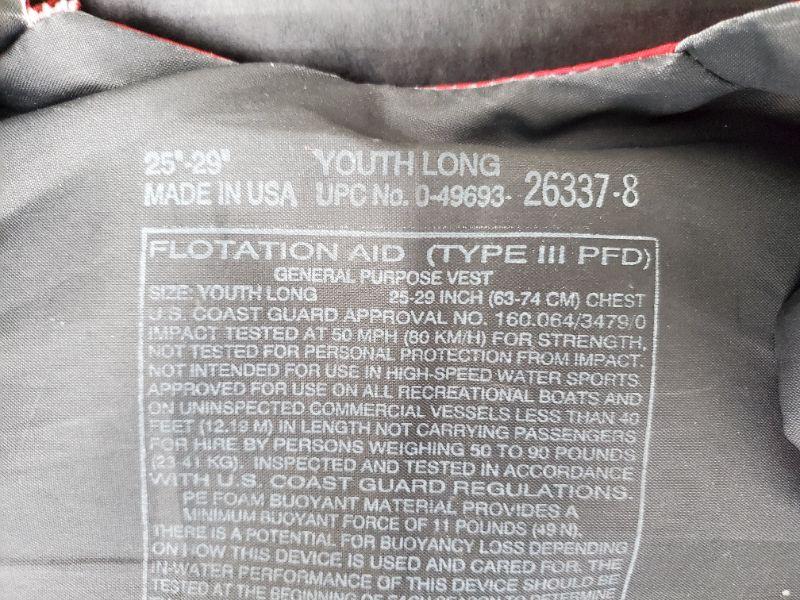 25"-29" YOUTH LONG
MADE IN USA UPC No. 0-49693- 26337-8
FLOTATION AID (TYPE III PFD)
GENERAL PURPOSE VEST
SIZE: YOUTH LONG 25-29 INCH (63-74 CM) CHEST
U.S. COAST GUARD APPROVAL NO. 160.064/3479/0
IMPACT TESTED AT 50 MPH (80 KM/H) FOR STRENGTH,
NOT TESTED FOR PERSONAL PROTECTION FROM IMPACT.
NOT INTENDED FOR USE IN HIGH-SPEED WATER SPORTS.
APPROVED FOR USE ON ALL RECREATIONAL BOATS AND
ON UNINSPECTED COMMERCIAL VESSELS LESS THAN 40
FEET (12.19 M) IN LENGTH NOT CARRYING PASSENGERS
FOR HIRE BY PERSONS WEIGHING 50 TO 90 POUNDS
(23-41 KG). INSPECTED AND TESTED IN ACCORDANCE
WITH U.S. COAST GUARD REGULATIONS.
PE FOAM BUOYANT MATERIAL PROVIDES A
MINIMUM BUOYANT FORCE OF 11 POUNDS (49 N).
THERE IS A POTENTIAL FOR BUOYANCY LOSS DEPENDING
ON HOW THIS DEVICE IS USED AND CARED FOR. THE
IN-WATER PERFORMANCE OF THIS DEVICE SHOULD BE
TESTED AT THE BEGINNING OF EACH SEASON TO DETERMINE